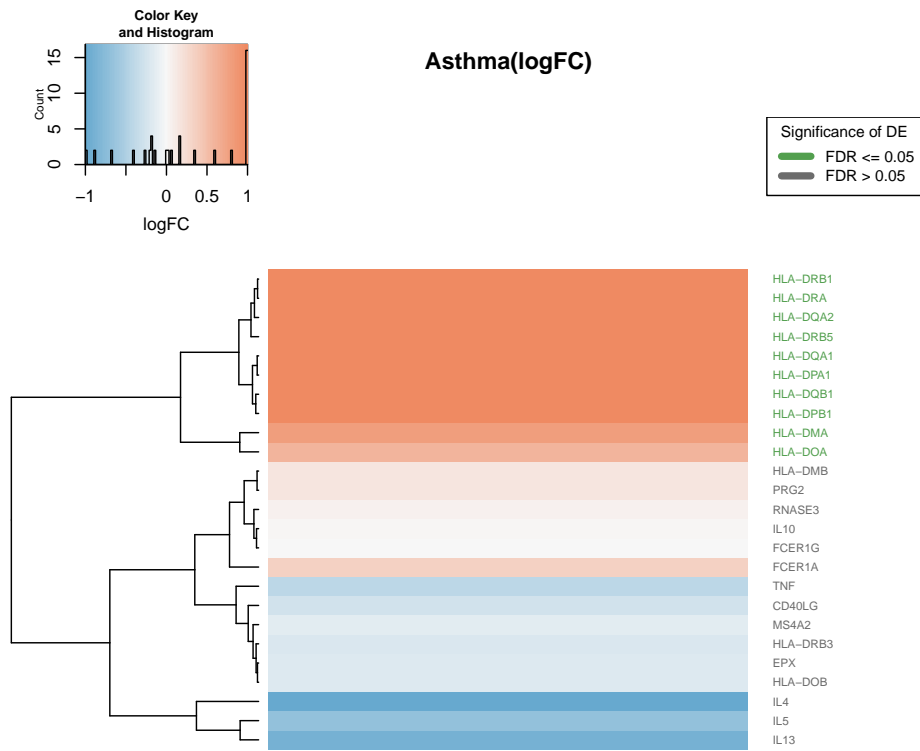 Color Key
and Histogram
Count
0 5 10 15
−1 0 0.5 1
logFC
Asthma(logFC)
Significance of DE
FDR <= 0.05
FDR > 0.05
HLA−DRB1
HLA−DRA
HLA−DQA2
HLA−DRB5
HLA−DQA1
HLA−DPA1
HLA−DQB1
HLA−DPB1
HLA−DMA
HLA−DOA
HLA−DMB
PRG2
RNASE3
IL10
FCER1G
FCER1A
TNF
CD40LG
MS4A2
HLA−DRB3
EPX
HLA−DOB
IL4
IL5
IL13